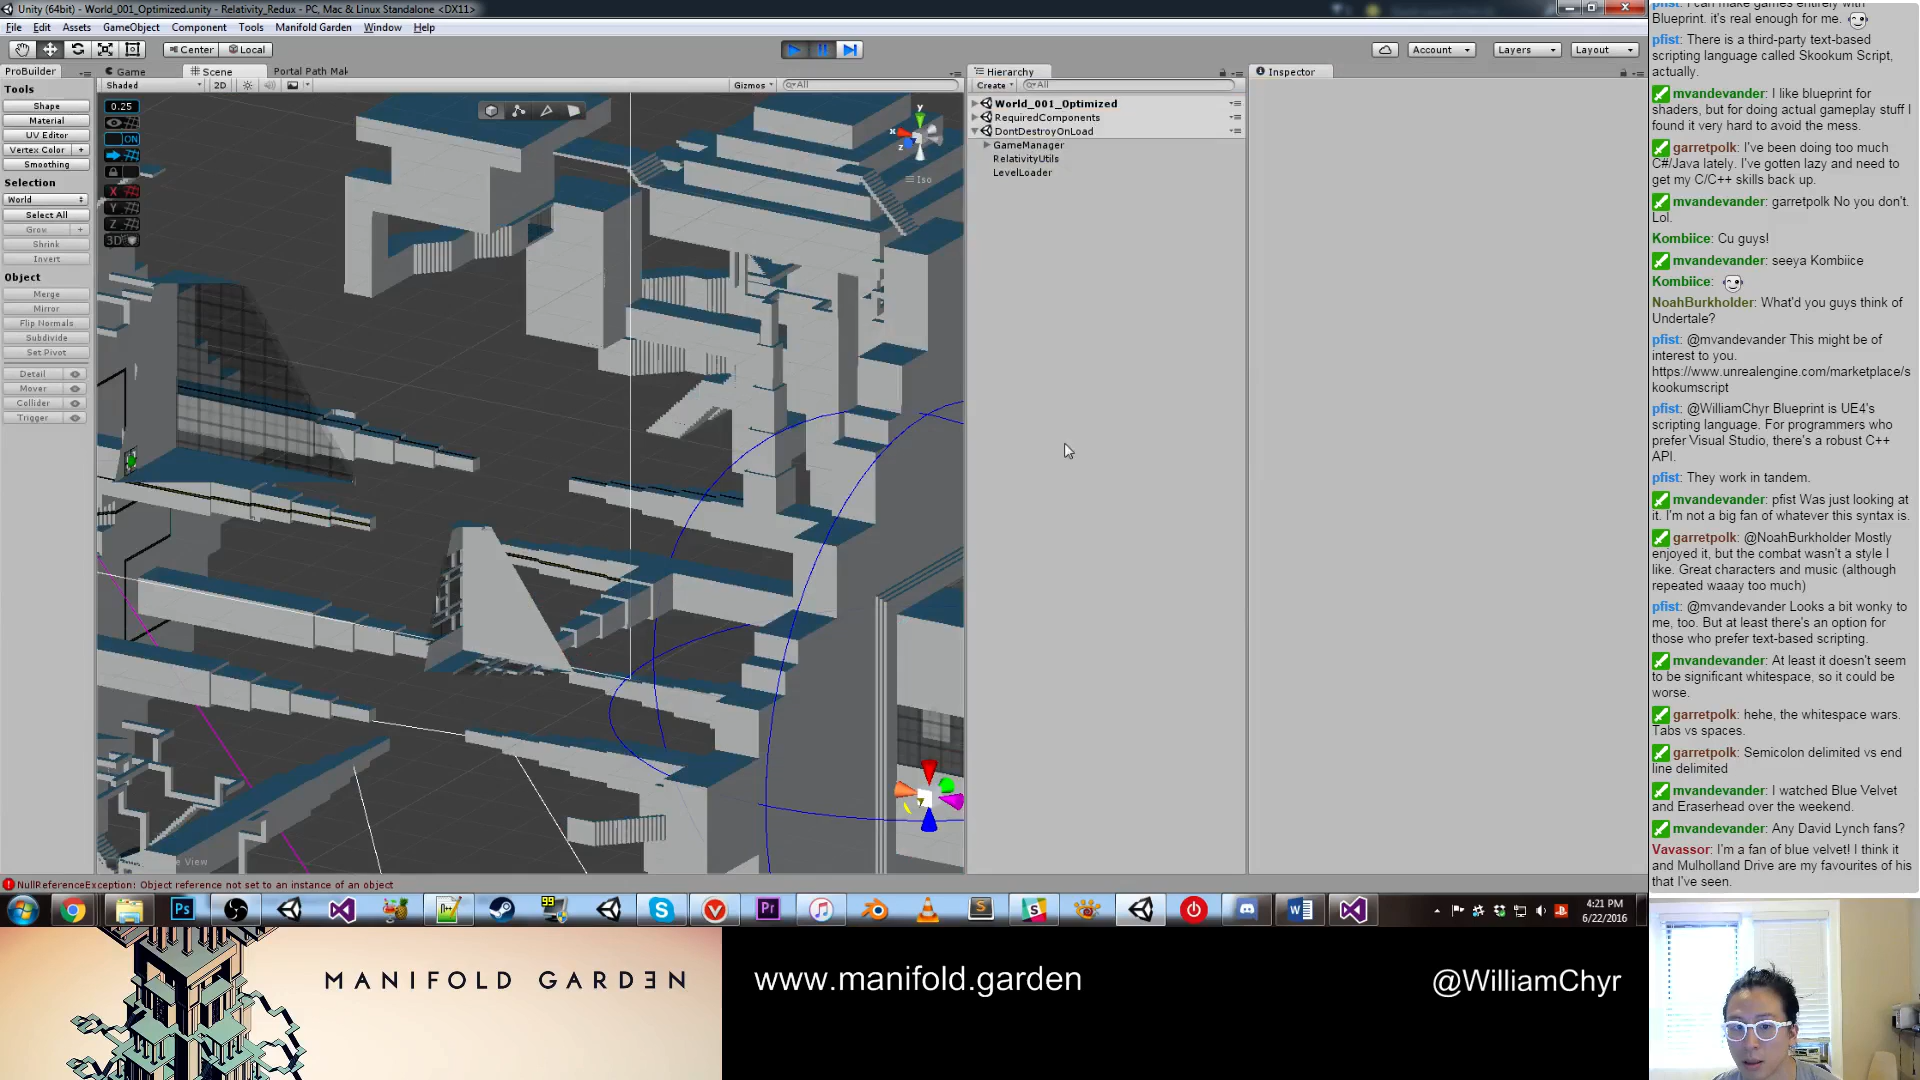 Unity (64bit) - World_001_Optimized.unity - Relativity_Redux - PC, Mac & Linux Standalone <DX11>
File Edit Assets GameObject Component Tools Manifold Garden Window Help
Center Local
Account Layers Layout
ProBuilder
Game Scene Portal Path Mak
Shaded 2D Gizmos All
Hierarchy
Create All
Inspector
Tools
Shape
Material
UV Editor
Vertex Color +
Smoothing
Selection
World
Select All
Grow +
Shrink
Invert
Object
Merge
Mirror
Flip Normals
Subdivide
Set Pivot
Detail
Mover
Collider
Trigger
0.25
ON
X
Y
Z
3D
y
x
z
Iso
World_001_Optimized
RequiredComponents
DontDestroyOnLoad
GameManager
RelativityUtils
LevelLoader
NullReferenceException: Object reference not set to an instance of an object
4:21 PM
6/22/2016
pfist: I can make games entirely with
Blueprint. it's real enough for me.
pfist: There is a third-party text-based
scripting language called Skookum Script,
actually.
mvandevander: I like blueprint for
shaders, but for doing actual gameplay stuff I
found it very hard to avoid the mess.
garretpolk: I've been doing too much
C#/Java lately. I've gotten lazy and need to
get my C/C++ skills back up.
mvandevander: garretpolk No you don't.
Lol.
Kombiice: Cu guys!
mvandevander: seeya Kombiice
Kombiice:
NoahBurkholder: What'd you guys think of
Undertale?
pfist: @mvandevander This might be of
interest to you.
https://www.unrealengine.com/marketplace/s
kookumscript
pfist: @WilliamChyr Blueprint is UE4's
scripting language. For programmers who
prefer Visual Studio, there's a robust C++
API.
pfist: They work in tandem.
mvandevander: pfist Was just looking at
it. I'm not a big fan of whatever this syntax is.
garretpolk: @NoahBurkholder Mostly
enjoyed it, but the combat wasn't a style I
like. Great characters and music (although
repeated waaay too much)
pfist: @mvandevander Looks a bit wonky to
me, too. But at least there's an option for
those who prefer text-based scripting.
mvandevander: At least it doesn't seem
to be significant whitespace, so it could be
worse.
garretpolk: hehe, the whitespace wars.
Tabs vs spaces.
garretpolk: Semicolon delimited vs end
line delimited
mvandevander: I watched Blue Velvet
and Eraserhead over the weekend.
mvandevander: Any David Lynch fans?
Vavassor: I'm a fan of blue velvet! I think it
and Mulholland Drive are my favourites of his
that I've seen.
MANIFOLD GARDƎN
www.manifold.garden
@WilliamChyr